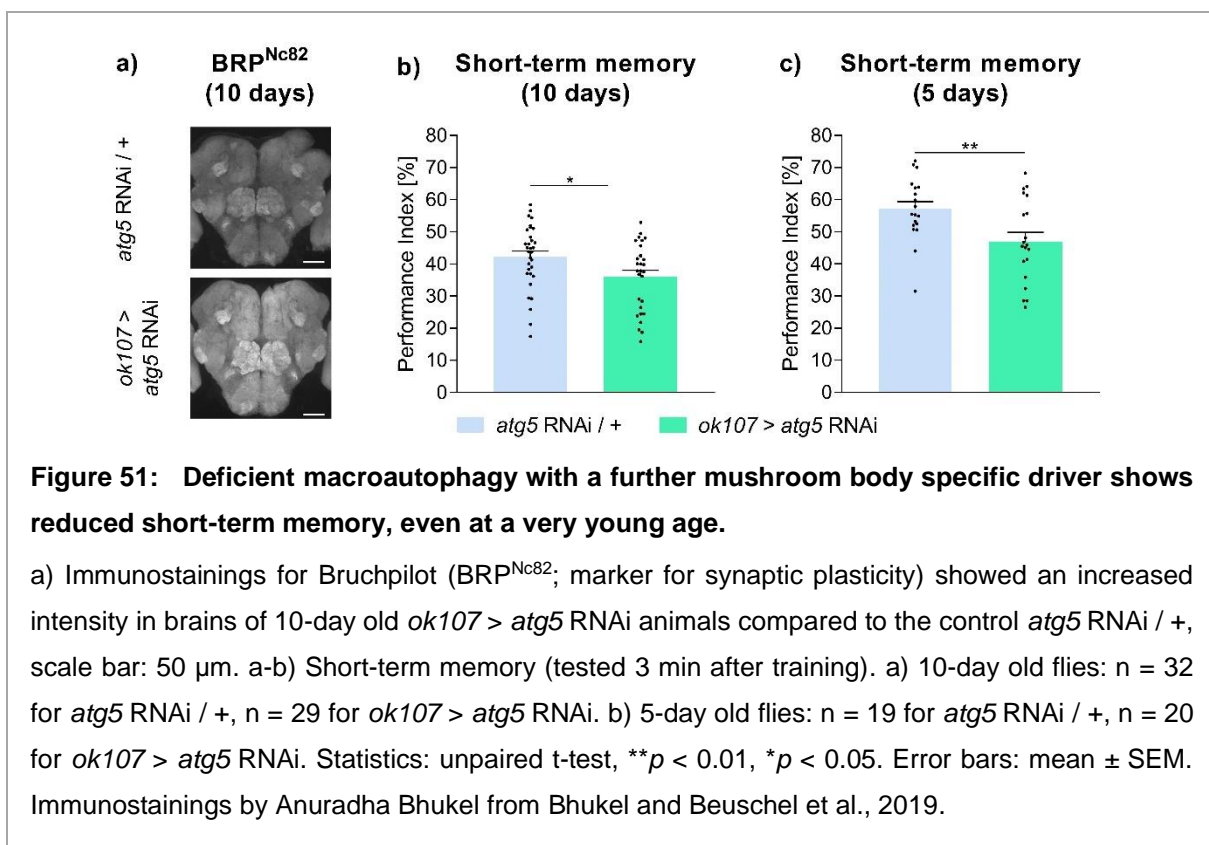 a) BRPNc82 (10 days)
atg5 RNAi / +
ok107 > atg5 RNAi
b) Short-term memory (10 days)
Performance Index [%]
80
70
60
50
40
30
20
10
0
*
c) Short-term memory (5 days)
Performance Index [%]
80
70
60
50
40
30
20
10
0
**
atg5 RNAi / + ok107 > atg5 RNAi
Figure 51: Deficient macroautophagy with a further mushroom body specific driver shows
reduced short-term memory, even at a very young age.
a) Immunostainings for Bruchpilot (BRPNc82; marker for synaptic plasticity) showed an increased
intensity in brains of 10-day old ok107 > atg5 RNAi animals compared to the control atg5 RNAi / +,
scale bar: 50 µm. a-b) Short-term memory (tested 3 min after training). a) 10-day old flies: n = 32
for atg5 RNAi / +, n = 29 for ok107 > atg5 RNAi. b) 5-day old flies: n = 19 for atg5 RNAi / +, n = 20
for ok107 > atg5 RNAi. Statistics: unpaired t-test, **p < 0.01, *p < 0.05. Error bars: mean ± SEM.
Immunostainings by Anuradha Bhukel from Bhukel and Beuschel et al., 2019.